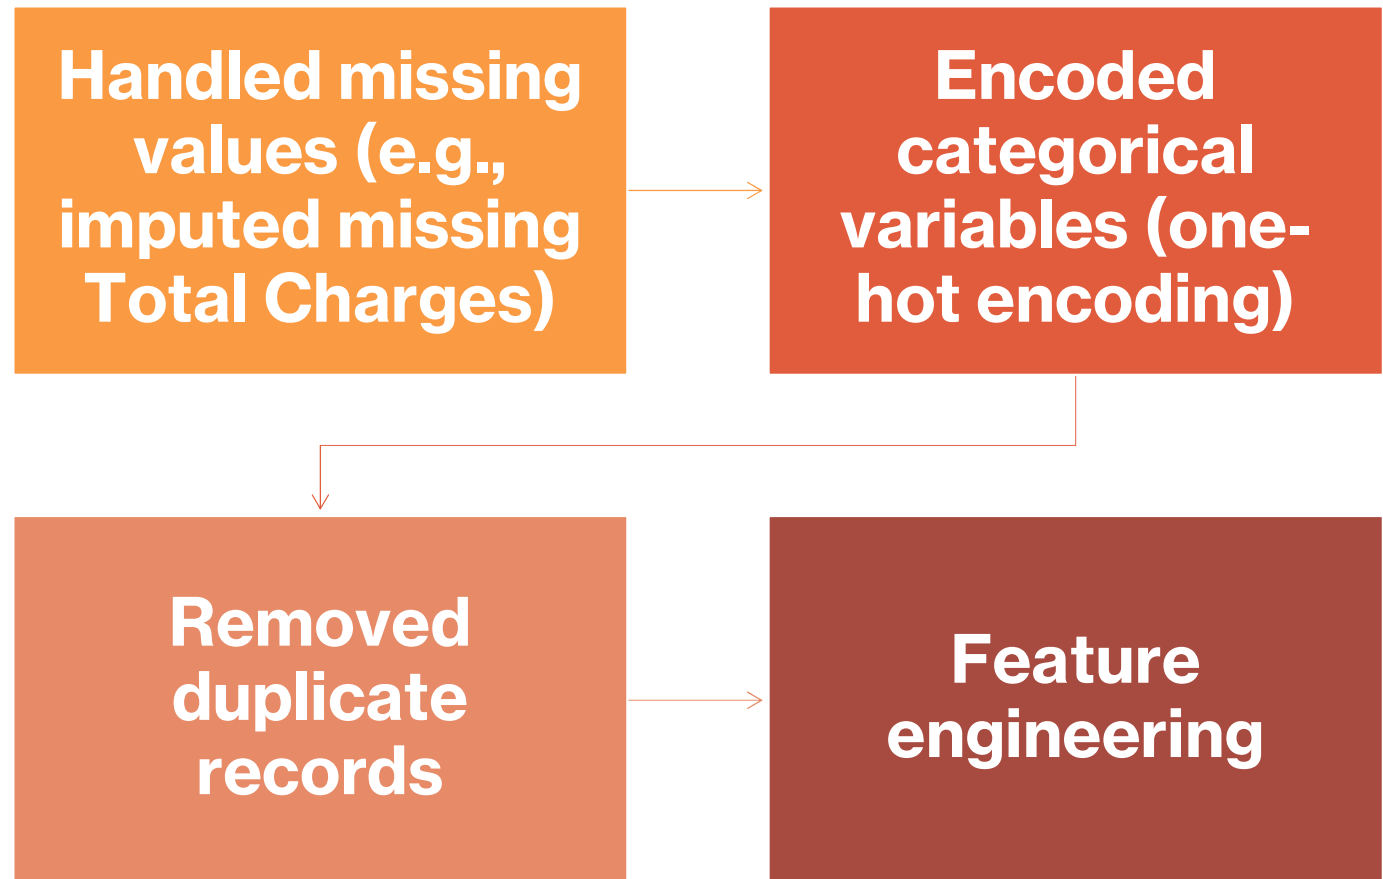 Handled missing
values (e.g.,
imputed missing
Total Charges)
Encoded
categorical
variables (one-
hot encoding)
Removed
duplicate
records
Feature
engineering